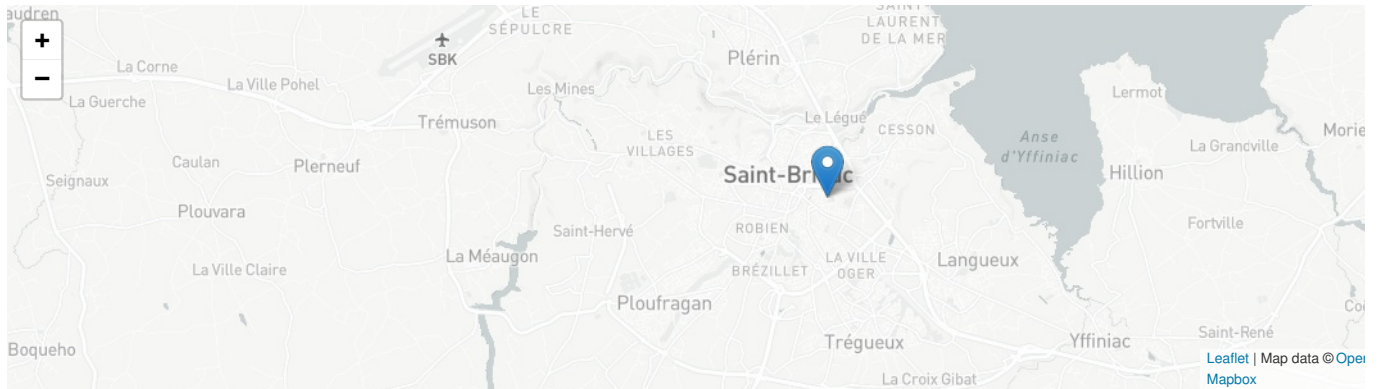 audren
LE
SÉPULCRE
LAURENT
DE LA MER
+
SBK
Plérin
−
La Corne
La Ville Pohel
Les Mines
Lermot
La Guerche
Trémuson
Le Légué
CESSON
LES
VILLAGES
Anse
d'Yffiniac
Morie
La Grandville
Caulan
Plerneuf
Seignaux
Saint-Bri
c
Hillion
Plouvara
Saint-Hervé
ROBIEN
Fortville
La Méaugon
LA VILLE
OGER
Langueux
La Ville Claire
BRÉZILLET
Ploufragan
Trégueux
Yffiniac
Saint-René
Boqueho
La Croix Gibat
Leaflet | Map data © Open
Mapbox